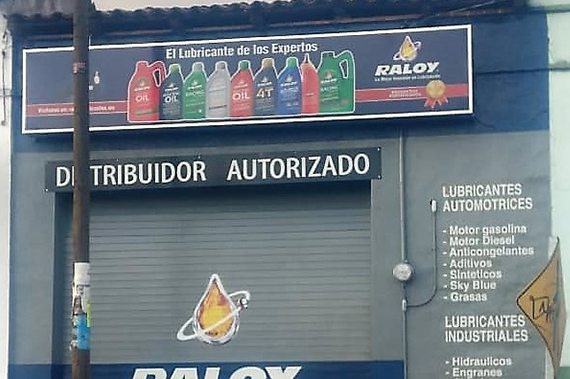 El Lubricante de los Expertos
OIL
OIL
OIL
4T
RALOY
DISTRIBUIDOR AUTORIZADO
LUBRICANTES
AUTOMOTRICES
- Motor gasolina
- Motor Diesel
- Anticongelantes
- Aditivos
- Sinteticos
- Sky Blue
- Grasas
LUBRICANTES
INDUSTRIALES
- Hidraulicos
- Engranes
RALOY